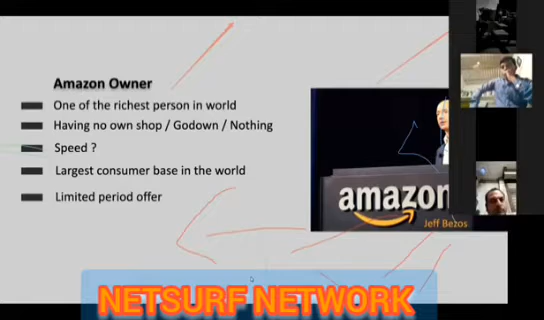 Amazon Owner
One of the richest person in world
Having no own shop / Godown / Nothing
Speed ?
Largest consumer base in the world
Limited period offer
amazon
Jeff Bezos
NETSURF NETWORK